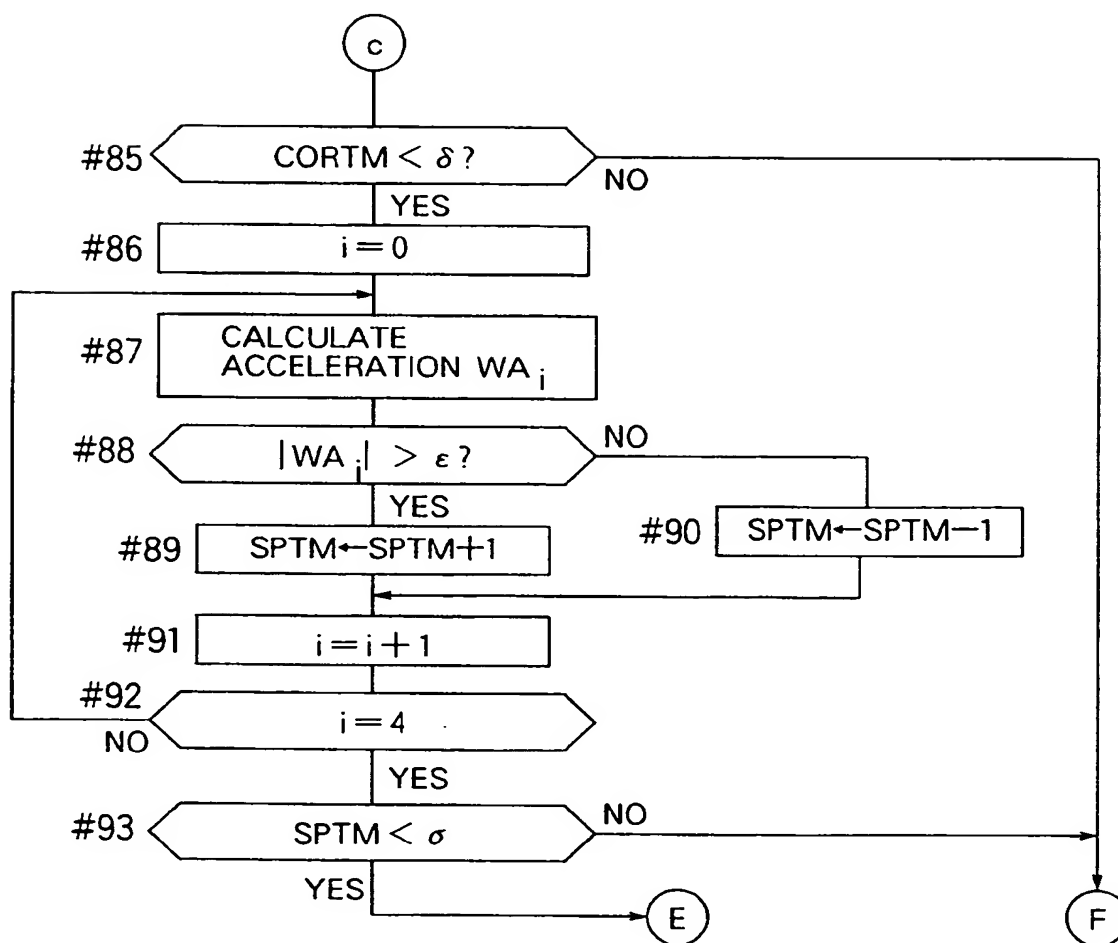 c
#85
CORTM < δ?
NO
YES
#86
i=0
#87
CALCULATE
ACCELERATION WA i
#88
|WA i| > ε?
NO
YES
#89
SPTM←SPTM+1
#90
SPTM←SPTM−1
#91
i=i+1
#92
i=4
NO
YES
#93
SPTM < σ
NO
YES
E
F